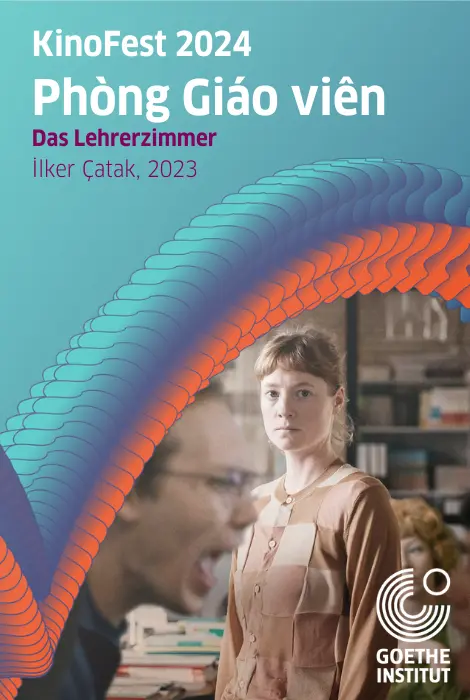 KinoFest 2024
Phòng Giáo viên
Das Lehrerzimmer
İlker Çatak, 2023
GOETHE
INSTITUT